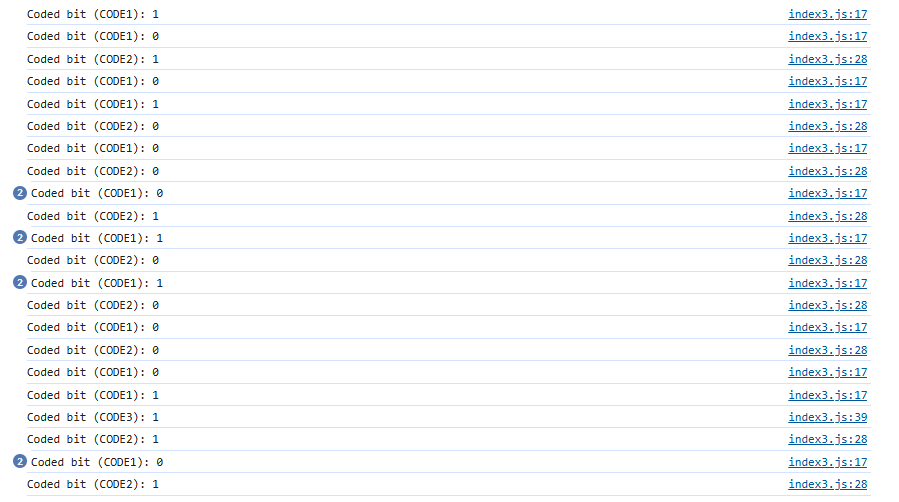 Coded bit (CODE1): 1 index3.js:17
Coded bit (CODE1): 0 index3.js:17
Coded bit (CODE2): 1 index3.js:28
Coded bit (CODE1): 0 index3.js:17
Coded bit (CODE1): 1 index3.js:17
Coded bit (CODE2): 0 index3.js:28
Coded bit (CODE1): 0 index3.js:17
Coded bit (CODE2): 0 index3.js:28
2 Coded bit (CODE1): 0 index3.js:17
Coded bit (CODE2): 1 index3.js:28
2 Coded bit (CODE1): 1 index3.js:17
Coded bit (CODE2): 0 index3.js:28
2 Coded bit (CODE1): 1 index3.js:17
Coded bit (CODE2): 0 index3.js:28
Coded bit (CODE1): 0 index3.js:17
Coded bit (CODE2): 0 index3.js:28
Coded bit (CODE1): 0 index3.js:17
Coded bit (CODE1): 1 index3.js:17
Coded bit (CODE3): 1 index3.js:39
Coded bit (CODE2): 1 index3.js:28
2 Coded bit (CODE1): 0 index3.js:17
Coded bit (CODE2): 1 index3.js:28